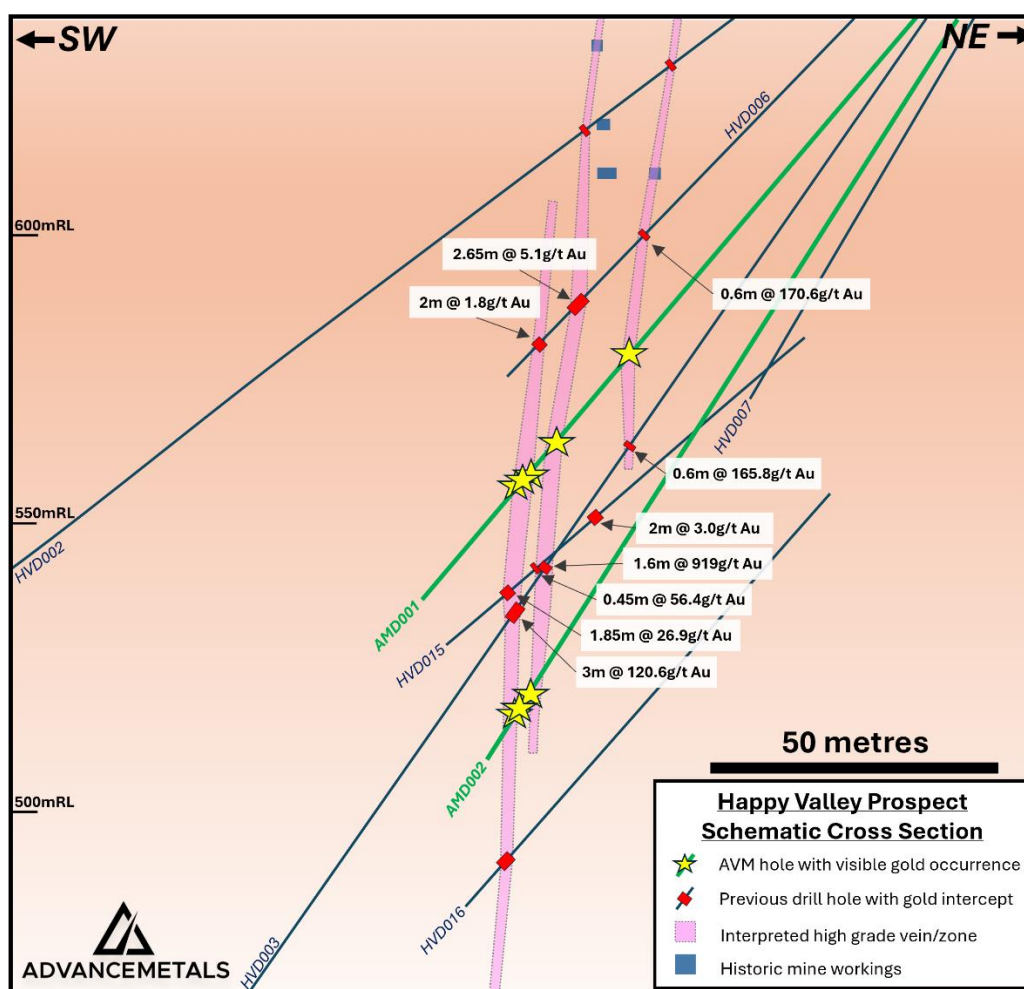 SW
NE
HVD006
600mRL
2.65m @ 5.1g/t Au
2m @ 1.8g/t Au
0.6m @ 170.6g/t Au
HVD007
0.6m @ 165.8g/t Au
550mRL
2m @ 3.0g/t Au
HVD002
1.6m @ 919g/t Au
0.45m @ 56.4g/t Au
AMD001
HVD015
1.85m @ 26.9g/t Au
3m @ 120.6g/t Au
50 metres
AMD002
500mRL
Happy Valley Prospect
Schematic Cross Section
AVM hole with visible gold occurrence
Previous drill hole with gold intercept
Interpreted high grade vein/zone
Historic mine workings
HVD016
HVD003
ADVANCEMETALS